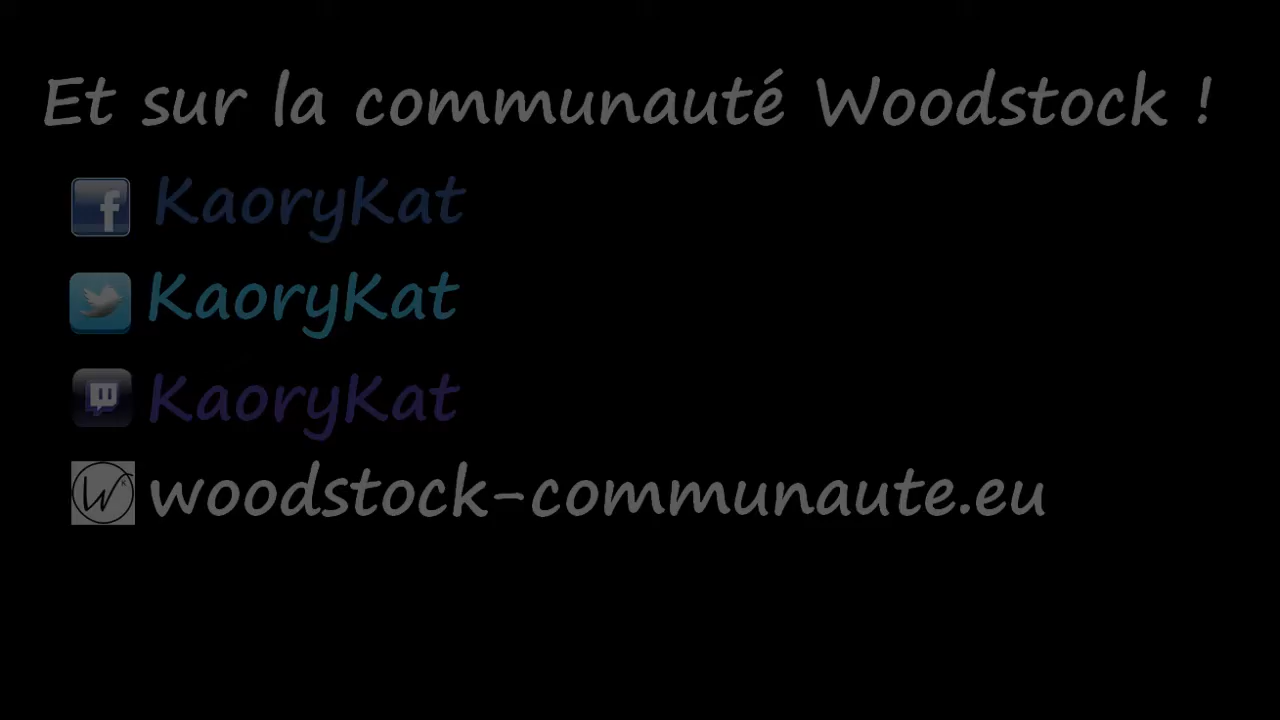 Et sur la communauté Woodstock !
KaoryKat
KaoryKat
KaoryKat
woodstock-communaute.eu